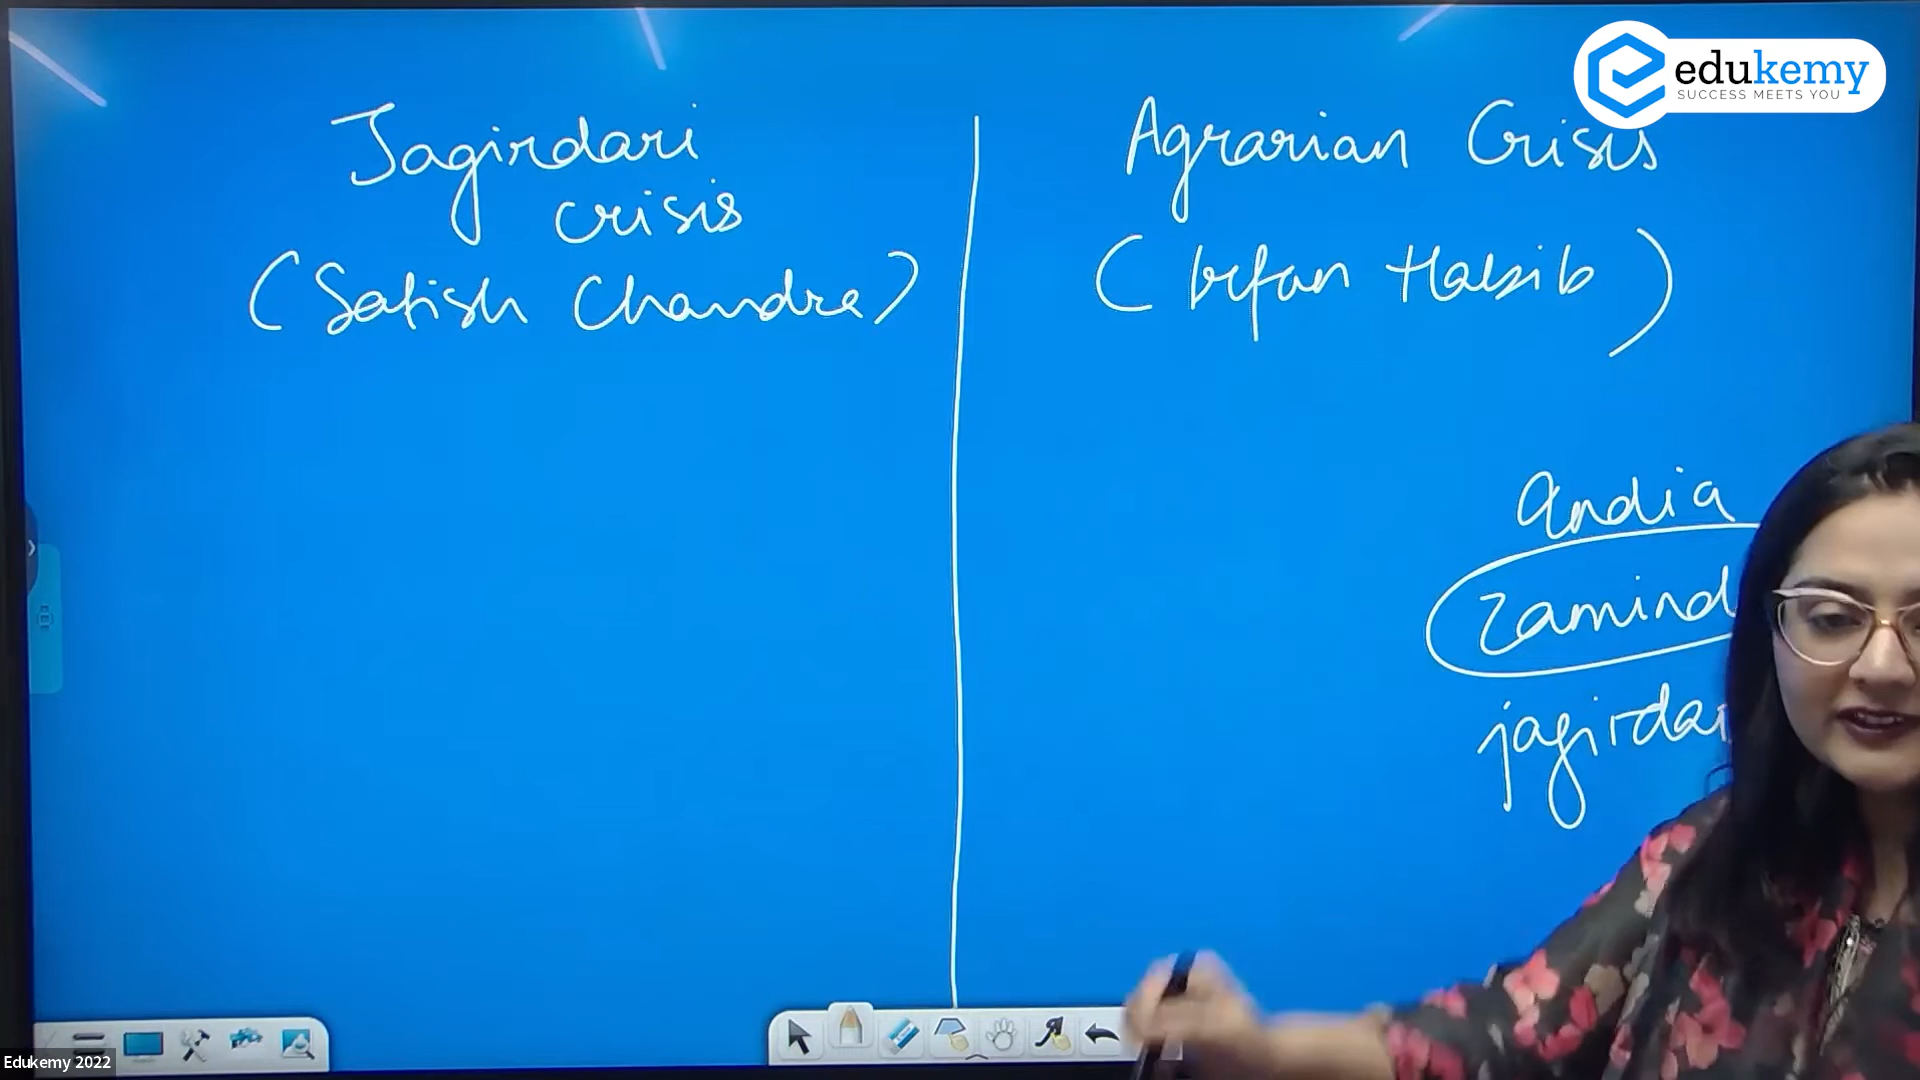 edukemy
SUCCESS MEETS YOU
Jagirdari
crisis
(Satish Chandra)
Agrarian Crisis
(Irfan Habib)
India
zamind
jagirdar
Edukemy 2022